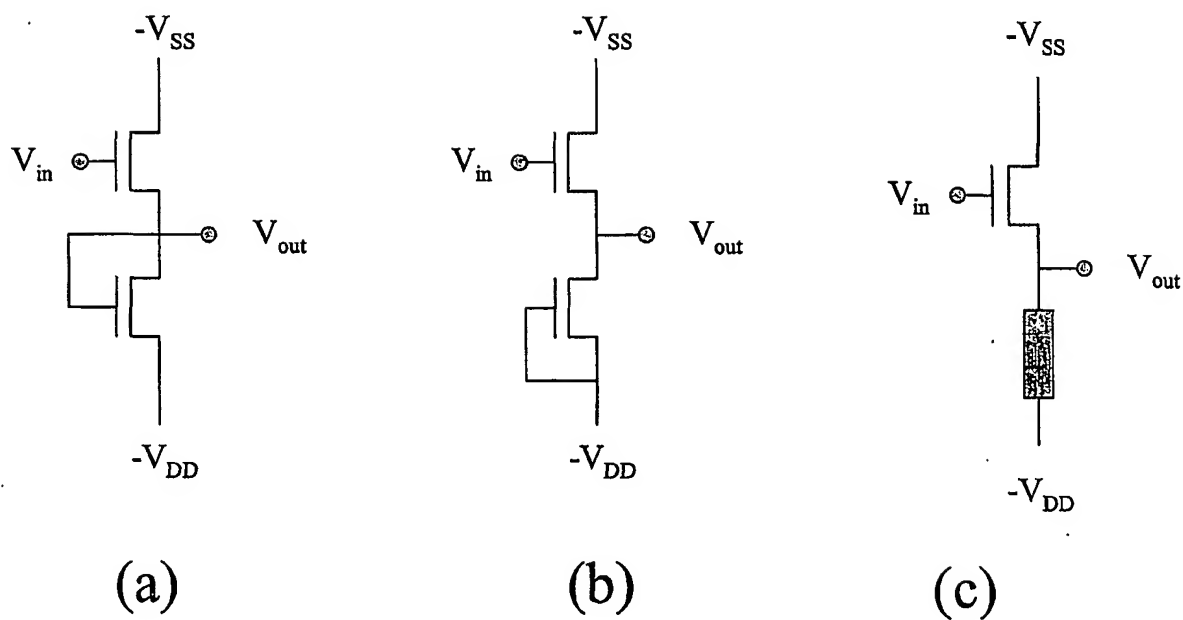 -V_SS
V_in
V_out
-V_DD
(a)
-V_SS
V_in
V_out
-V_DD
(b)
-V_SS
V_in
V_out
-V_DD
(c)